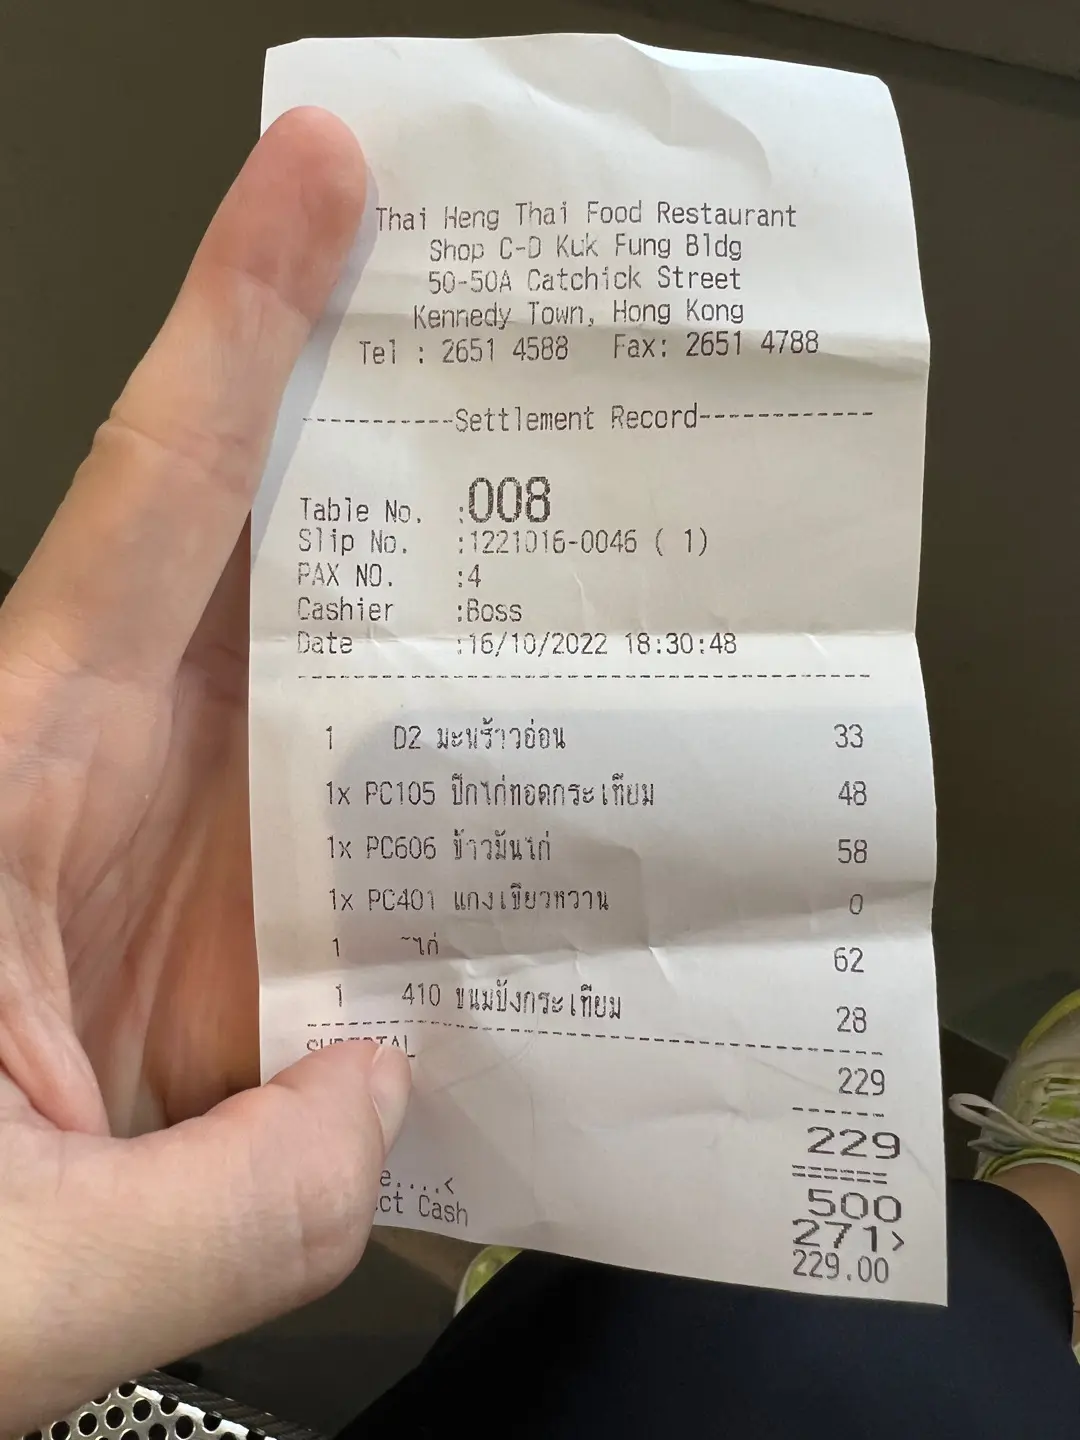 Thai Heng Thai Food Restaurant
Shop C-D Kuk Fung Bldg
50-50A Catchick Street
Kennedy Town, Hong Kong
Tel : 2651 4588 Fax: 2651 4788
----------Settlement Record-----------
Table No. :008
Slip No. :1221016-0046 ( 1)
PAX NO. :4
Cashier :Boss
Date :16/10/2022 18:30:48
1 D2 มะพร้าวอ่อน 33
1x PC105 ปีกไก่ทอดกระเทียม 48
1x PC606 ข้าวมันไก่ 58
1x PC401 แกงเขียวหวาน 0
1 ~ไก่ 62
1 410 ขนมปังกระเทียม 28
229
229
500
e....< 271>
ct Cash 229.00